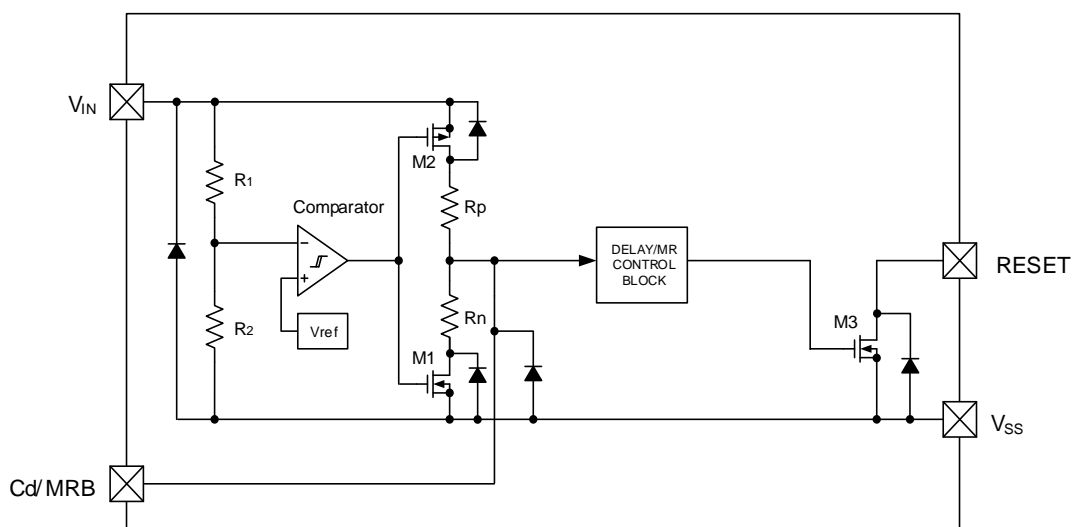 VIN
M2
R1
Comparator
Rp
−
+
DELAY/MR
CONTROL
BLOCK
RESET
R2
Vref
Rn
M1
M3
VSS
Cd/MRB